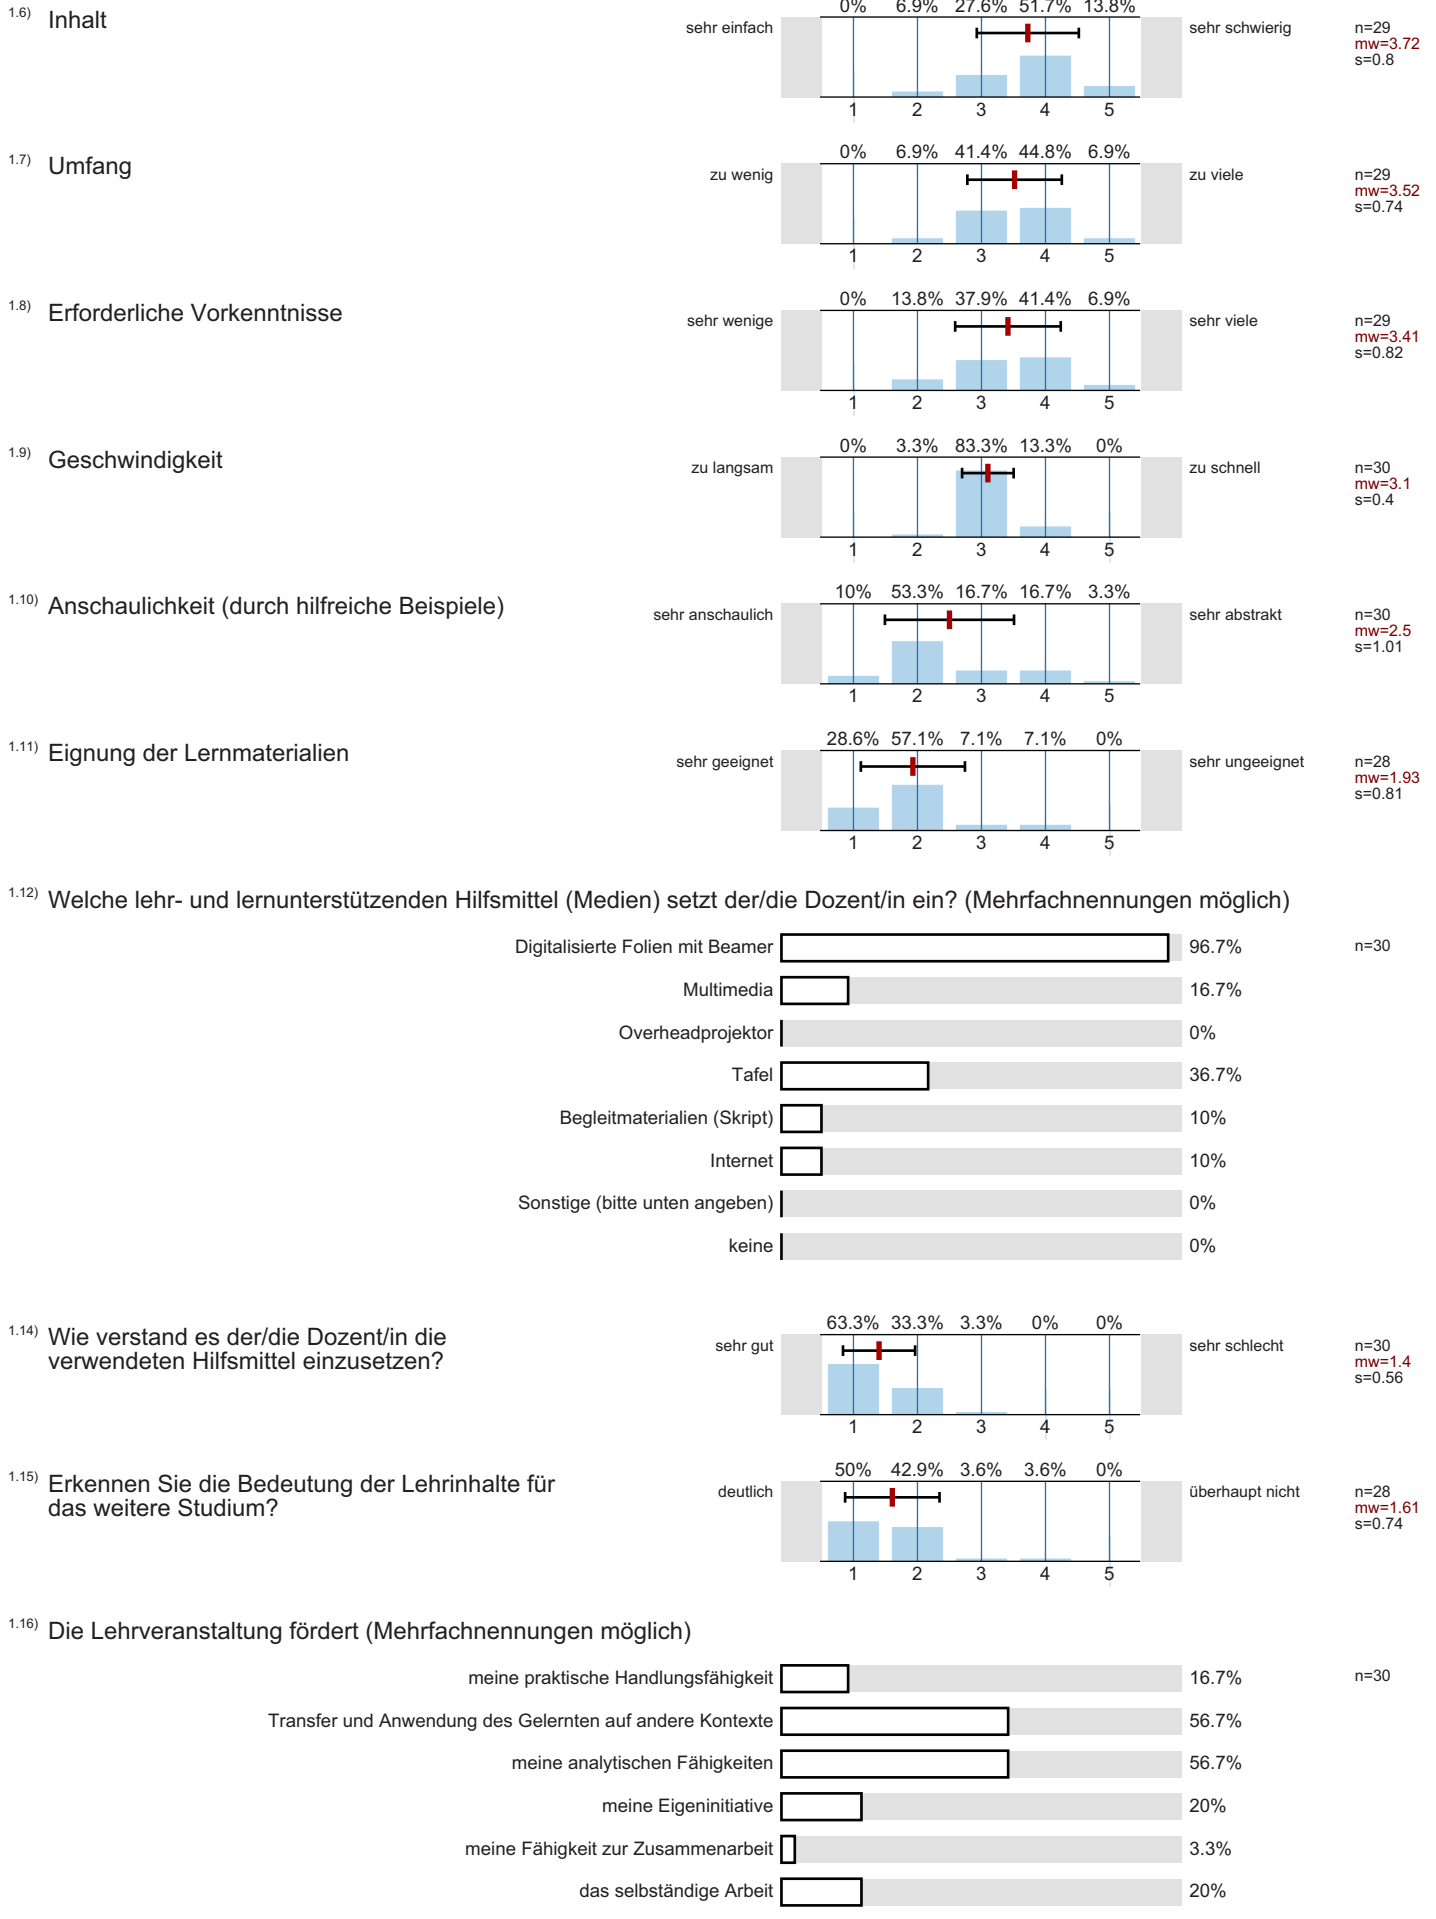 0% 6.9% 27.6% 51.7% 13.8%
1.6) Inhalt
sehr einfach
sehr schwierig
n=29
mw=3.72
s=0.8
1 2 3 4 5
0% 6.9% 41.4% 44.8% 6.9%
1.7) Umfang
zu wenig
zu viele
n=29
mw=3.52
s=0.74
1 2 3 4 5
0% 13.8% 37.9% 41.4% 6.9%
1.8) Erforderliche Vorkenntnisse
sehr wenige
sehr viele
n=29
mw=3.41
s=0.82
1 2 3 4 5
0% 3.3% 83.3% 13.3% 0%
1.9) Geschwindigkeit
zu langsam
zu schnell
n=30
mw=3.1
s=0.4
1 2 3 4 5
10% 53.3% 16.7% 16.7% 3.3%
1.10) Anschaulichkeit (durch hilfreiche Beispiele)
sehr anschaulich
sehr abstrakt
n=30
mw=2.5
s=1.01
1 2 3 4 5
28.6% 57.1% 7.1% 7.1% 0%
1.11) Eignung der Lernmaterialien
sehr geeignet
sehr ungeeignet
n=28
mw=1.93
s=0.81
1 2 3 4 5
1.12) Welche lehr- und lernunterstützenden Hilfsmittel (Medien) setzt der/die Dozent/in ein? (Mehrfachnennungen möglich)
Digitalisierte Folien mit Beamer 96.7% n=30
Multimedia 16.7%
Overheadprojektor 0%
Tafel 36.7%
Begleitmaterialien (Skript) 10%
Internet 10%
Sonstige (bitte unten angeben) 0%
keine 0%
63.3% 33.3% 3.3% 0% 0%
1.14) Wie verstand es der/die Dozent/in die
verwendeten Hilfsmittel einzusetzen?
sehr gut
sehr schlecht
n=30
mw=1.4
s=0.56
1 2 3 4 5
50% 42.9% 3.6% 3.6% 0%
1.15) Erkennen Sie die Bedeutung der Lehrinhalte für
das weitere Studium?
deutlich
überhaupt nicht
n=28
mw=1.61
s=0.74
1 2 3 4 5
1.16) Die Lehrveranstaltung fördert (Mehrfachnennungen möglich)
meine praktische Handlungsfähigkeit 16.7% n=30
Transfer und Anwendung des Gelernten auf andere Kontexte 56.7%
meine analytischen Fähigkeiten 56.7%
meine Eigeninitiative 20%
meine Fähigkeit zur Zusammenarbeit 3.3%
das selbständige Arbeit 20%